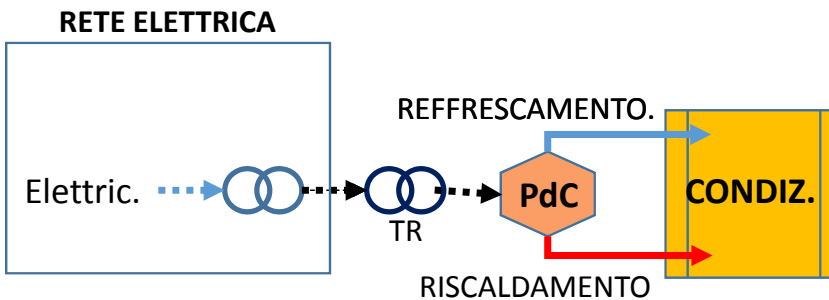 RETE ELETTRICA
REFFRESCAMENTO.
Elettric.
PdC
CONDIZ.
TR
RISCALDAMENTO